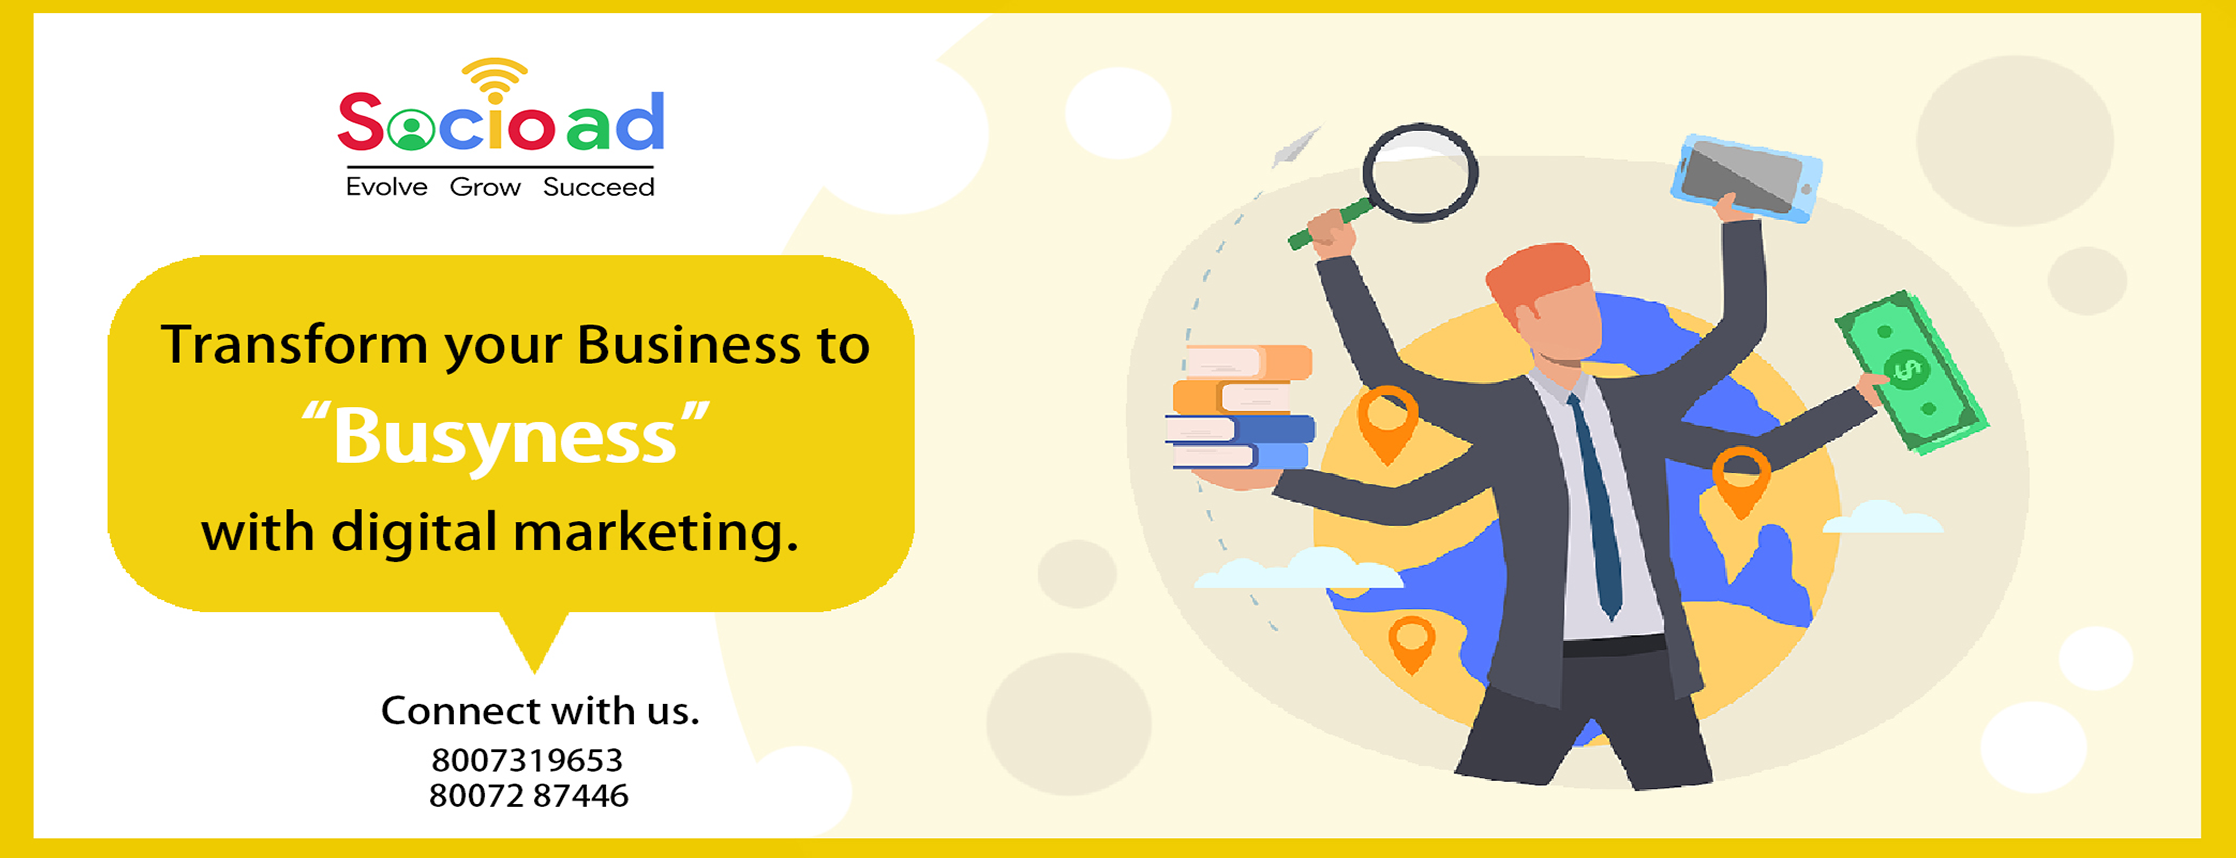 Socioad
Evolve Grow Succeed
Transform your Business to
“Busyness”
with digital marketing.
Connect with us.
8007319653
80072 87446
$